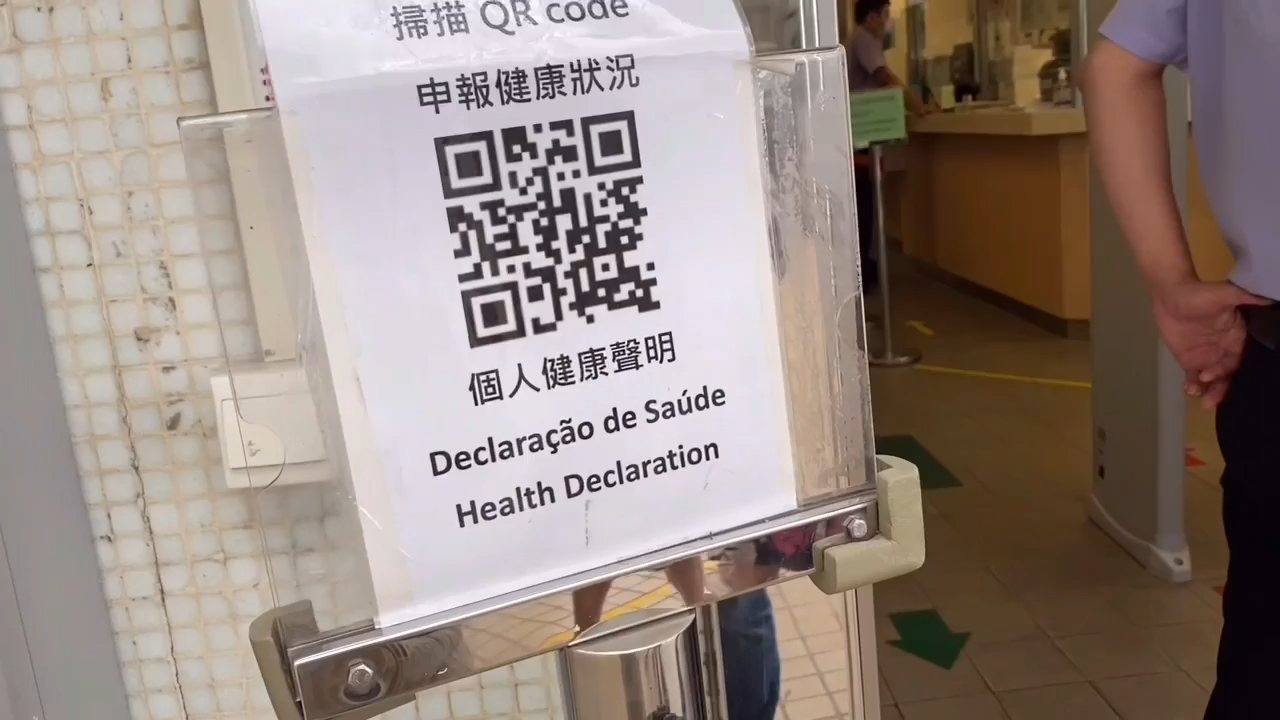 掃描 QR code
申報健康狀況
個人健康聲明
Declaração de Saúde
Health Declaration